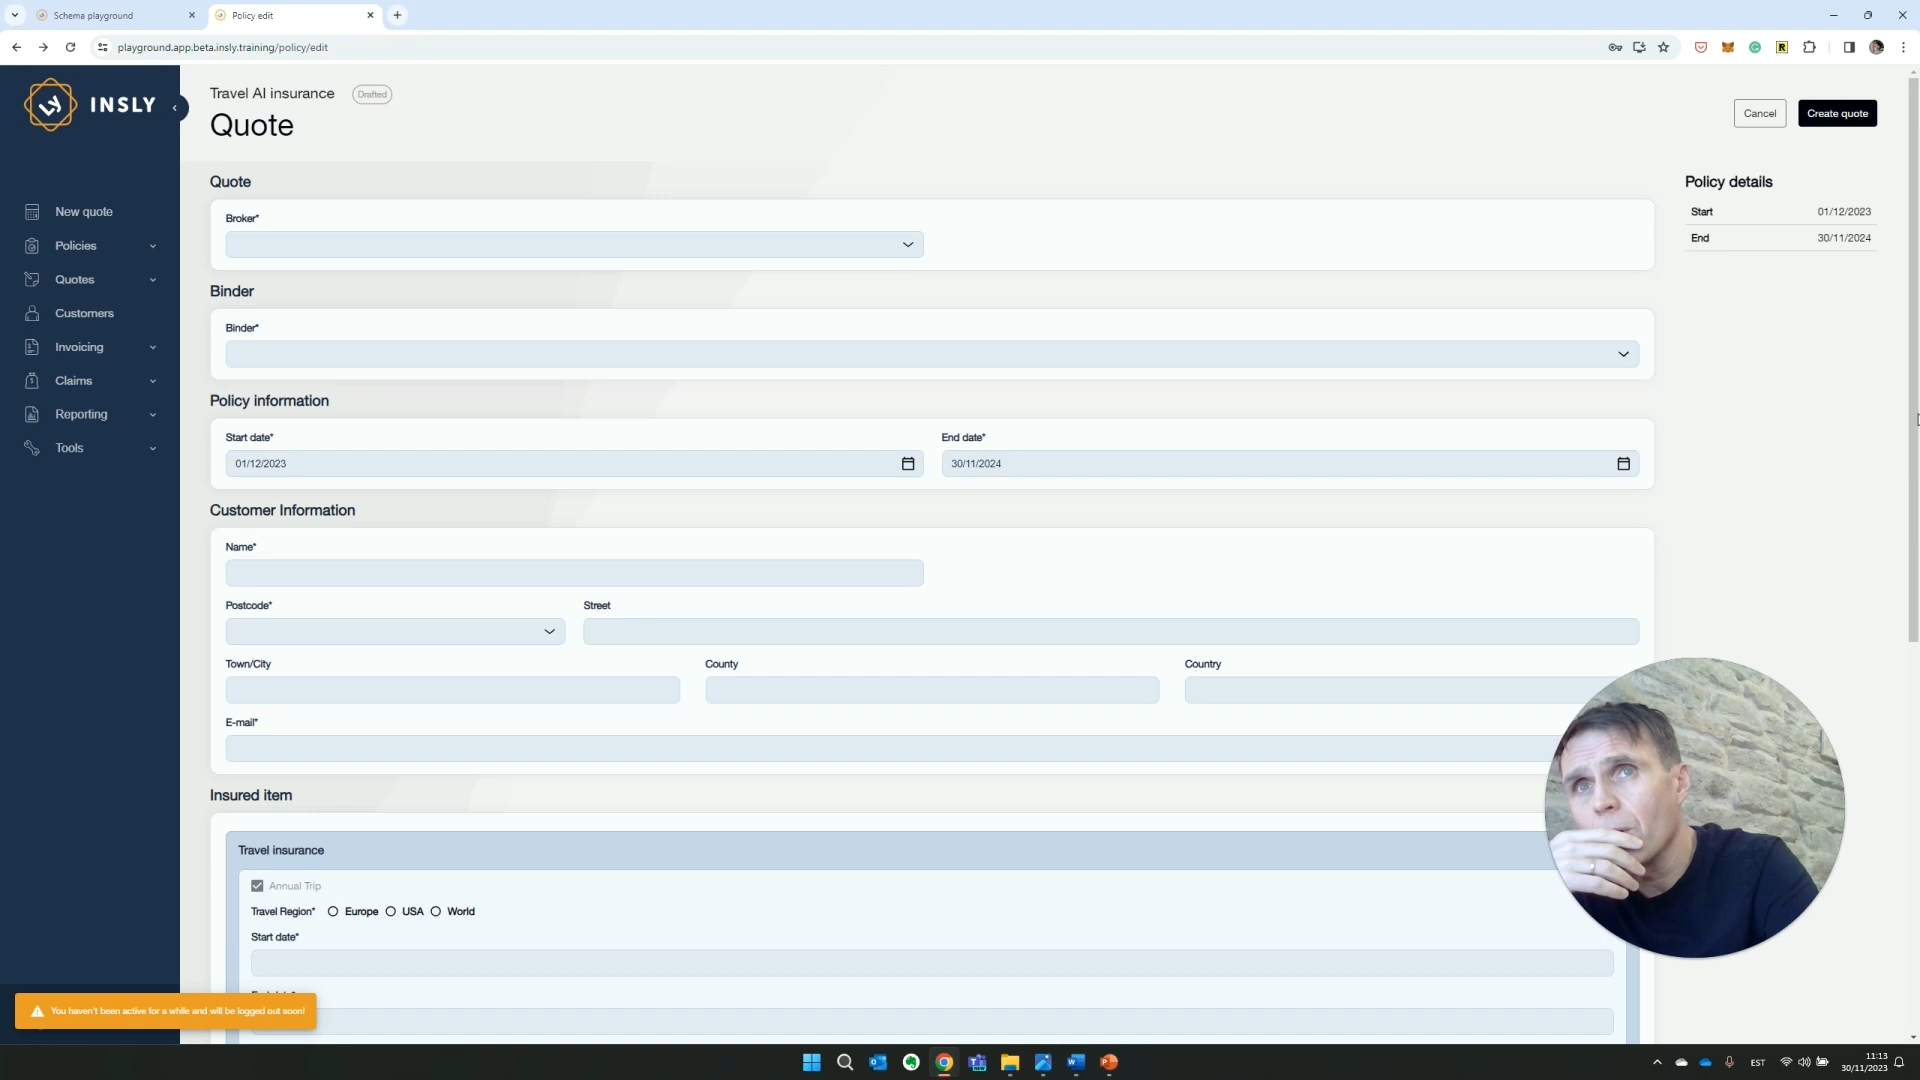 Schema playground
Policy edit
playground.app.beta.insly.training/policy/edit
INSLY
New quote
Policies
Quotes
Customers
Invoicing
Claims
Reporting
Tools
Travel AI insurance Drafted
Quote
Cancel
Create quote
Quote
Broker*
Binder
Binder*
Policy information
Start date*
01/12/2023
End date*
30/11/2024
Customer Information
Name*
Postcode*
Street
Town/City
County
Country
E-mail*
Insured item
Travel insurance
Annual Trip
Travel Region* Europe USA World
Start date*
Policy details
Start 01/12/2023
End 30/11/2024
You haven't been active for a while and will be logged out soon!
EST
11:13
30/11/2023